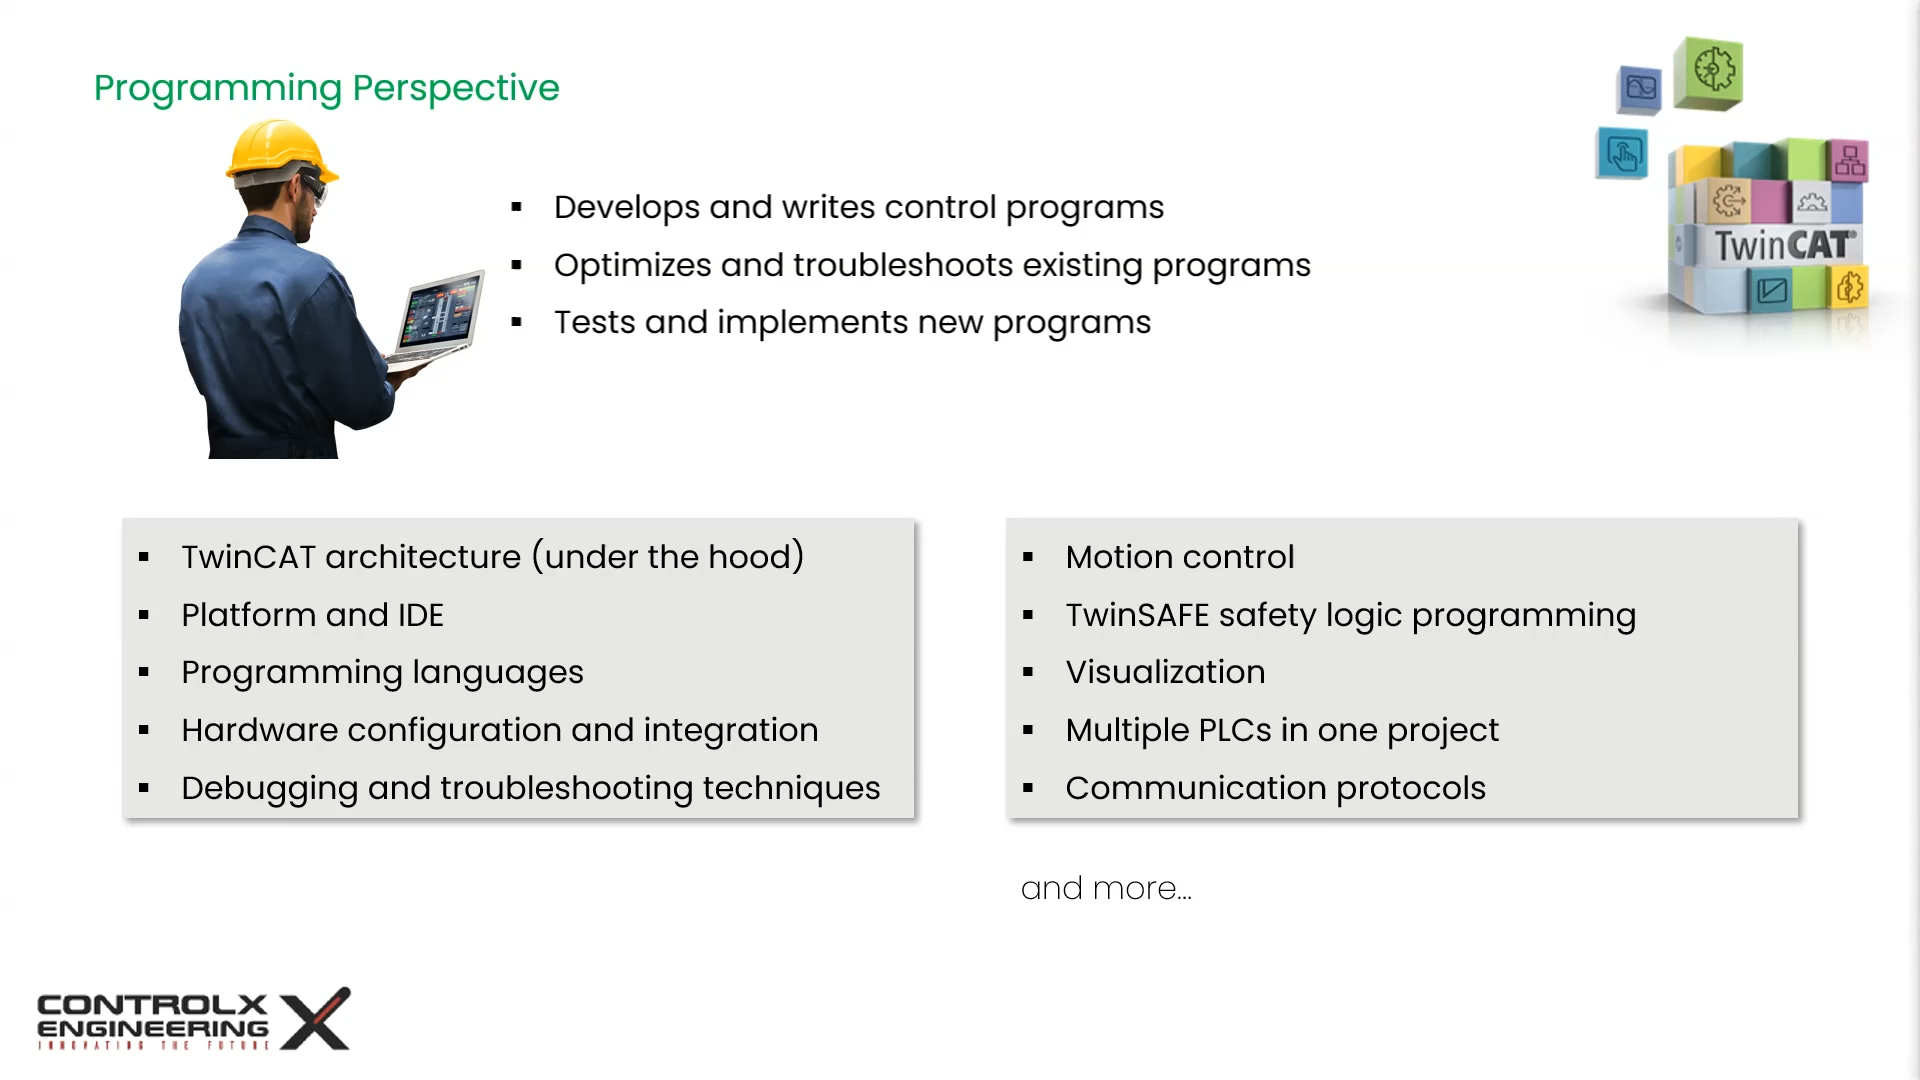 Programming Perspective
▪ Develops and writes control programs
▪ Optimizes and troubleshoots existing programs
▪ Tests and implements new programs
TwinCAT®
▪ TwinCAT architecture (under the hood)
▪ Platform and IDE
▪ Programming languages
▪ Hardware configuration and integration
▪ Debugging and troubleshooting techniques
▪ Motion control
▪ TwinSAFE safety logic programming
▪ Visualization
▪ Multiple PLCs in one project
▪ Communication protocols
and more...
CONTROLX
ENGINEERING
INNOVATING THE FUTURE